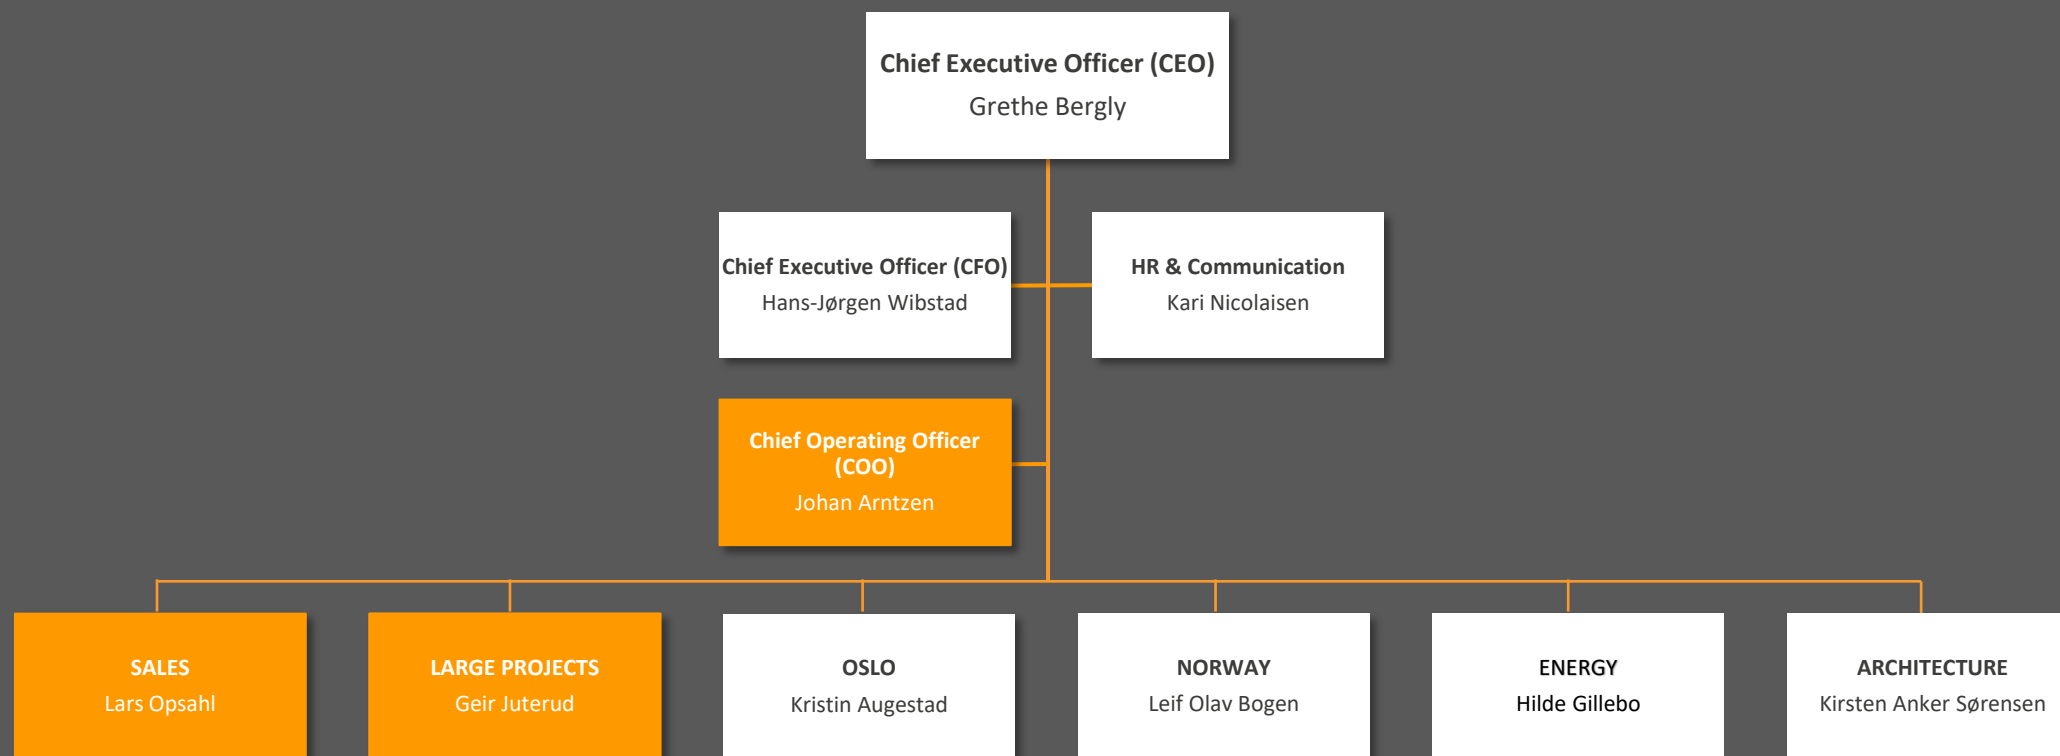 Chief Executive Officer (CEO)
Grethe Bergly
Chief Executive Officer (CFO)
Hans-Jørgen Wibstad
HR & Communication
Kari Nicolaisen
Chief Operating Officer
(COO)
Johan Arntzen
SALES
Lars Opsahl
LARGE PROJECTS
Geir Juterud
OSLO
Kristin Augestad
NORWAY
Leif Olav Bogen
ENERGY
Hilde Gillebo
ARCHITECTURE
Kirsten Anker Sørensen